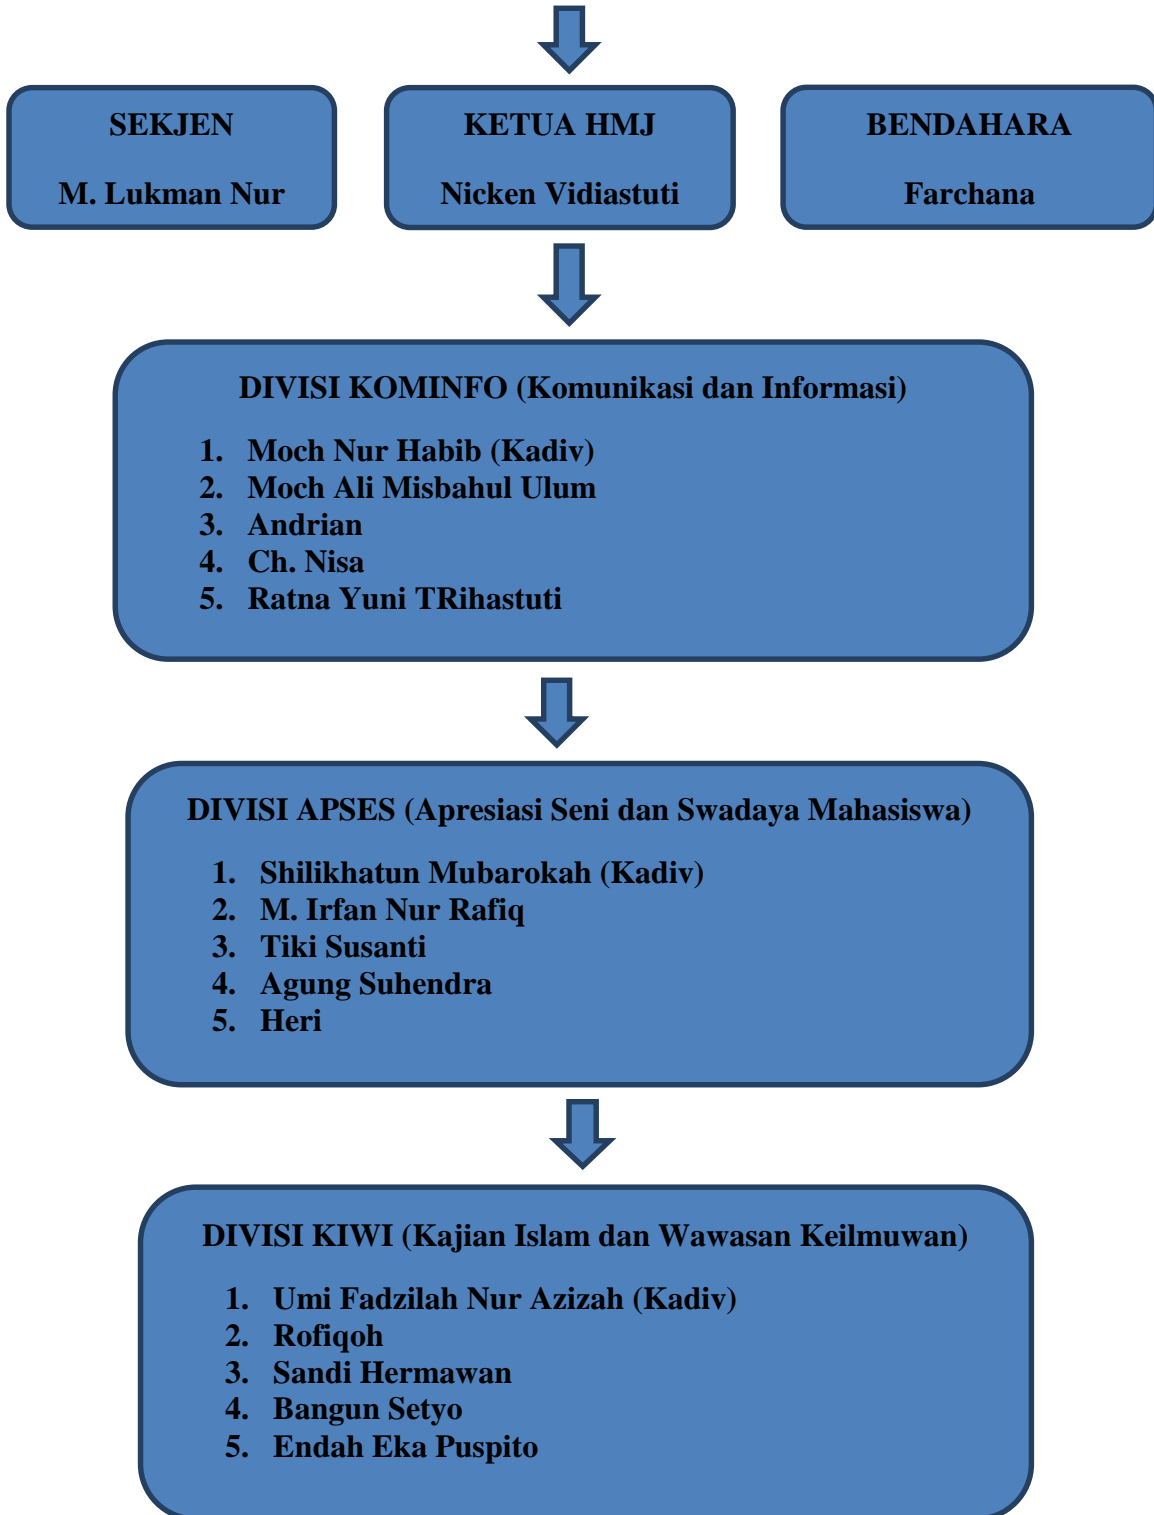 SEKJEN
M. Lukman Nur
KETUA HMJ
Nicken Vidiastuti
BENDAHARA
Farchana
DIVISI KOMINFO (Komunikasi dan Informasi)
1. Moch Nur Habib (Kadiv)
2. Moch Ali Misbahul Ulum
3. Andrian
4. Ch. Nisa
5. Ratna Yuni TRihastuti
DIVISI APSES (Apresiasi Seni dan Swadaya Mahasiswa)
1. Shilikhatun Mubarokah (Kadiv)
2. M. Irfan Nur Rafiq
3. Tiki Susanti
4. Agung Suhendra
5. Heri
DIVISI KIWI (Kajian Islam dan Wawasan Keilmuwan)
1. Umi Fadzilah Nur Azizah (Kadiv)
2. Rofiqoh
3. Sandi Hermawan
4. Bangun Setyo
5. Endah Eka Puspito